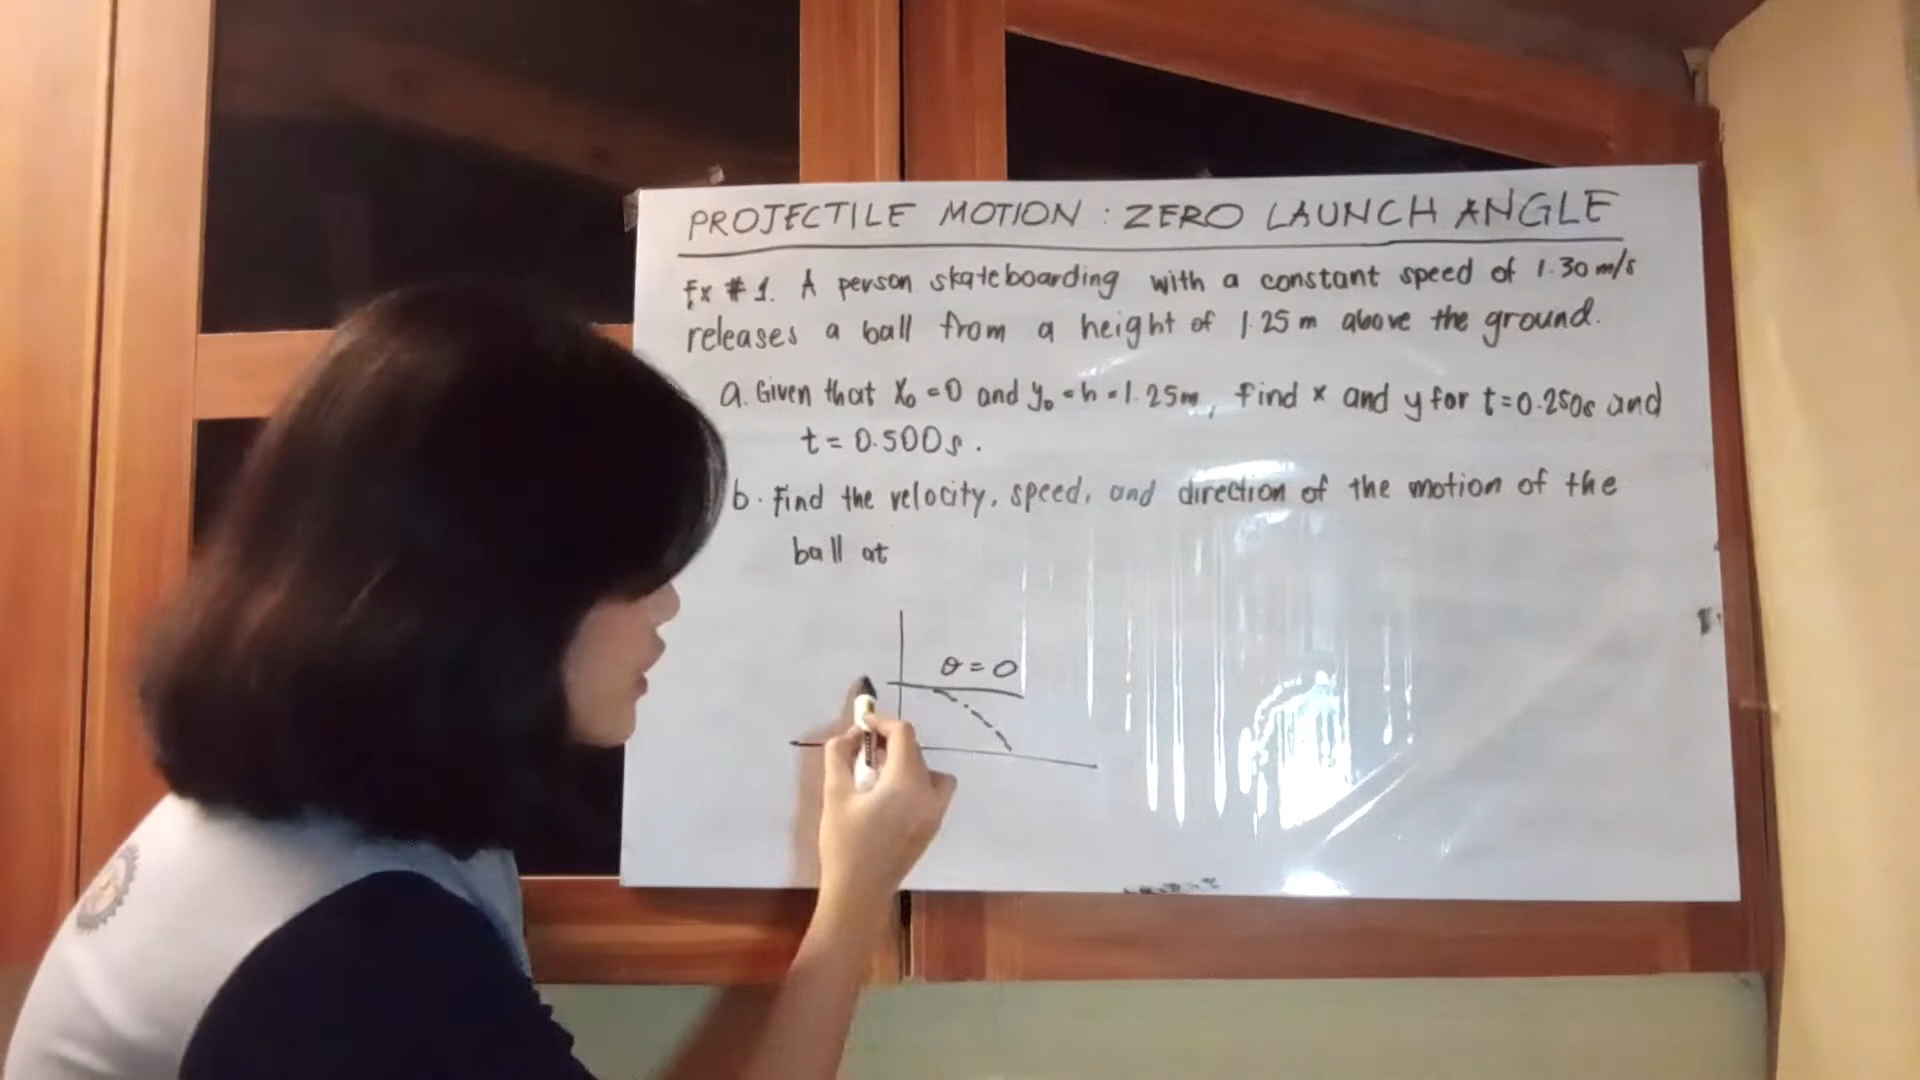 PROJECTILE MOTION : ZERO LAUNCH ANGLE
Ex # 1. A person skateboarding with a constant speed of 1.30 m/s
releases a ball from a height of 1.25 m above the ground.
a. Given that x₀ = 0 and y₀ = h = 1.25m, find x and y for t = 0.250s and
t = 0.500s.
b. Find the velocity, speed, and direction of the motion of the
ball at
θ = 0